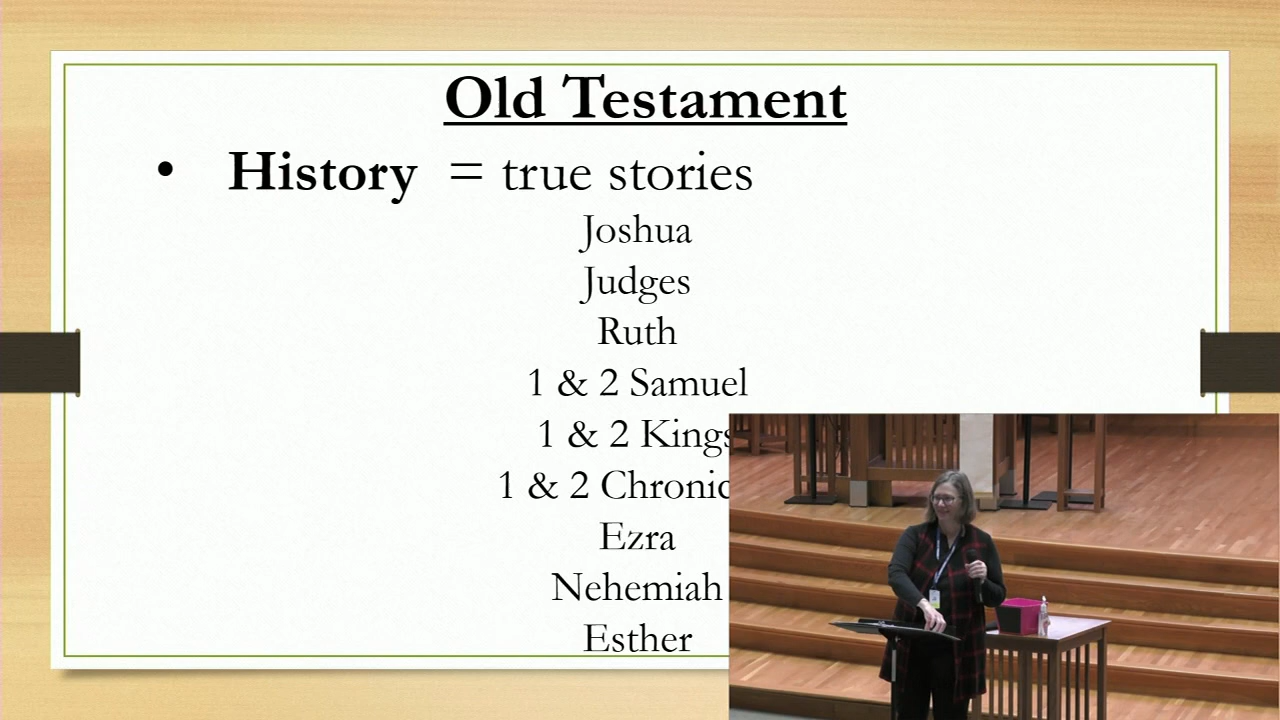 Old Testament
• History = true stories
Joshua
Judges
Ruth
1 & 2 Samuel
1 & 2 Kings
1 & 2 Chronic
Ezra
Nehemiah
Esther